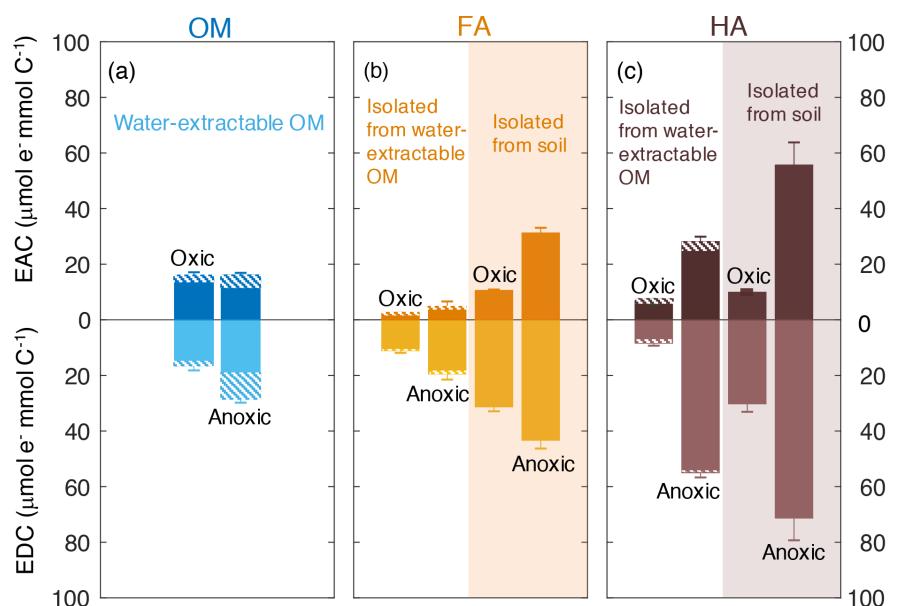 OM
FA
HA
EAC (μmol e⁻ mmol C⁻¹)
EDC (μmol e⁻ mmol C⁻¹)
100
80
60
40
20
0
20
40
60
80
100
(a)
Water-extractable OM
Oxic
Anoxic
(b)
Isolated
from water-
extractable
OM
Isolated
from soil
Oxic
Oxic
Anoxic
Anoxic
(c)
Isolated
from water-
extractable
OM
Isolated
from soil
Oxic
Oxic
Anoxic
Anoxic
100
80
60
40
20
0
20
40
60
80
100